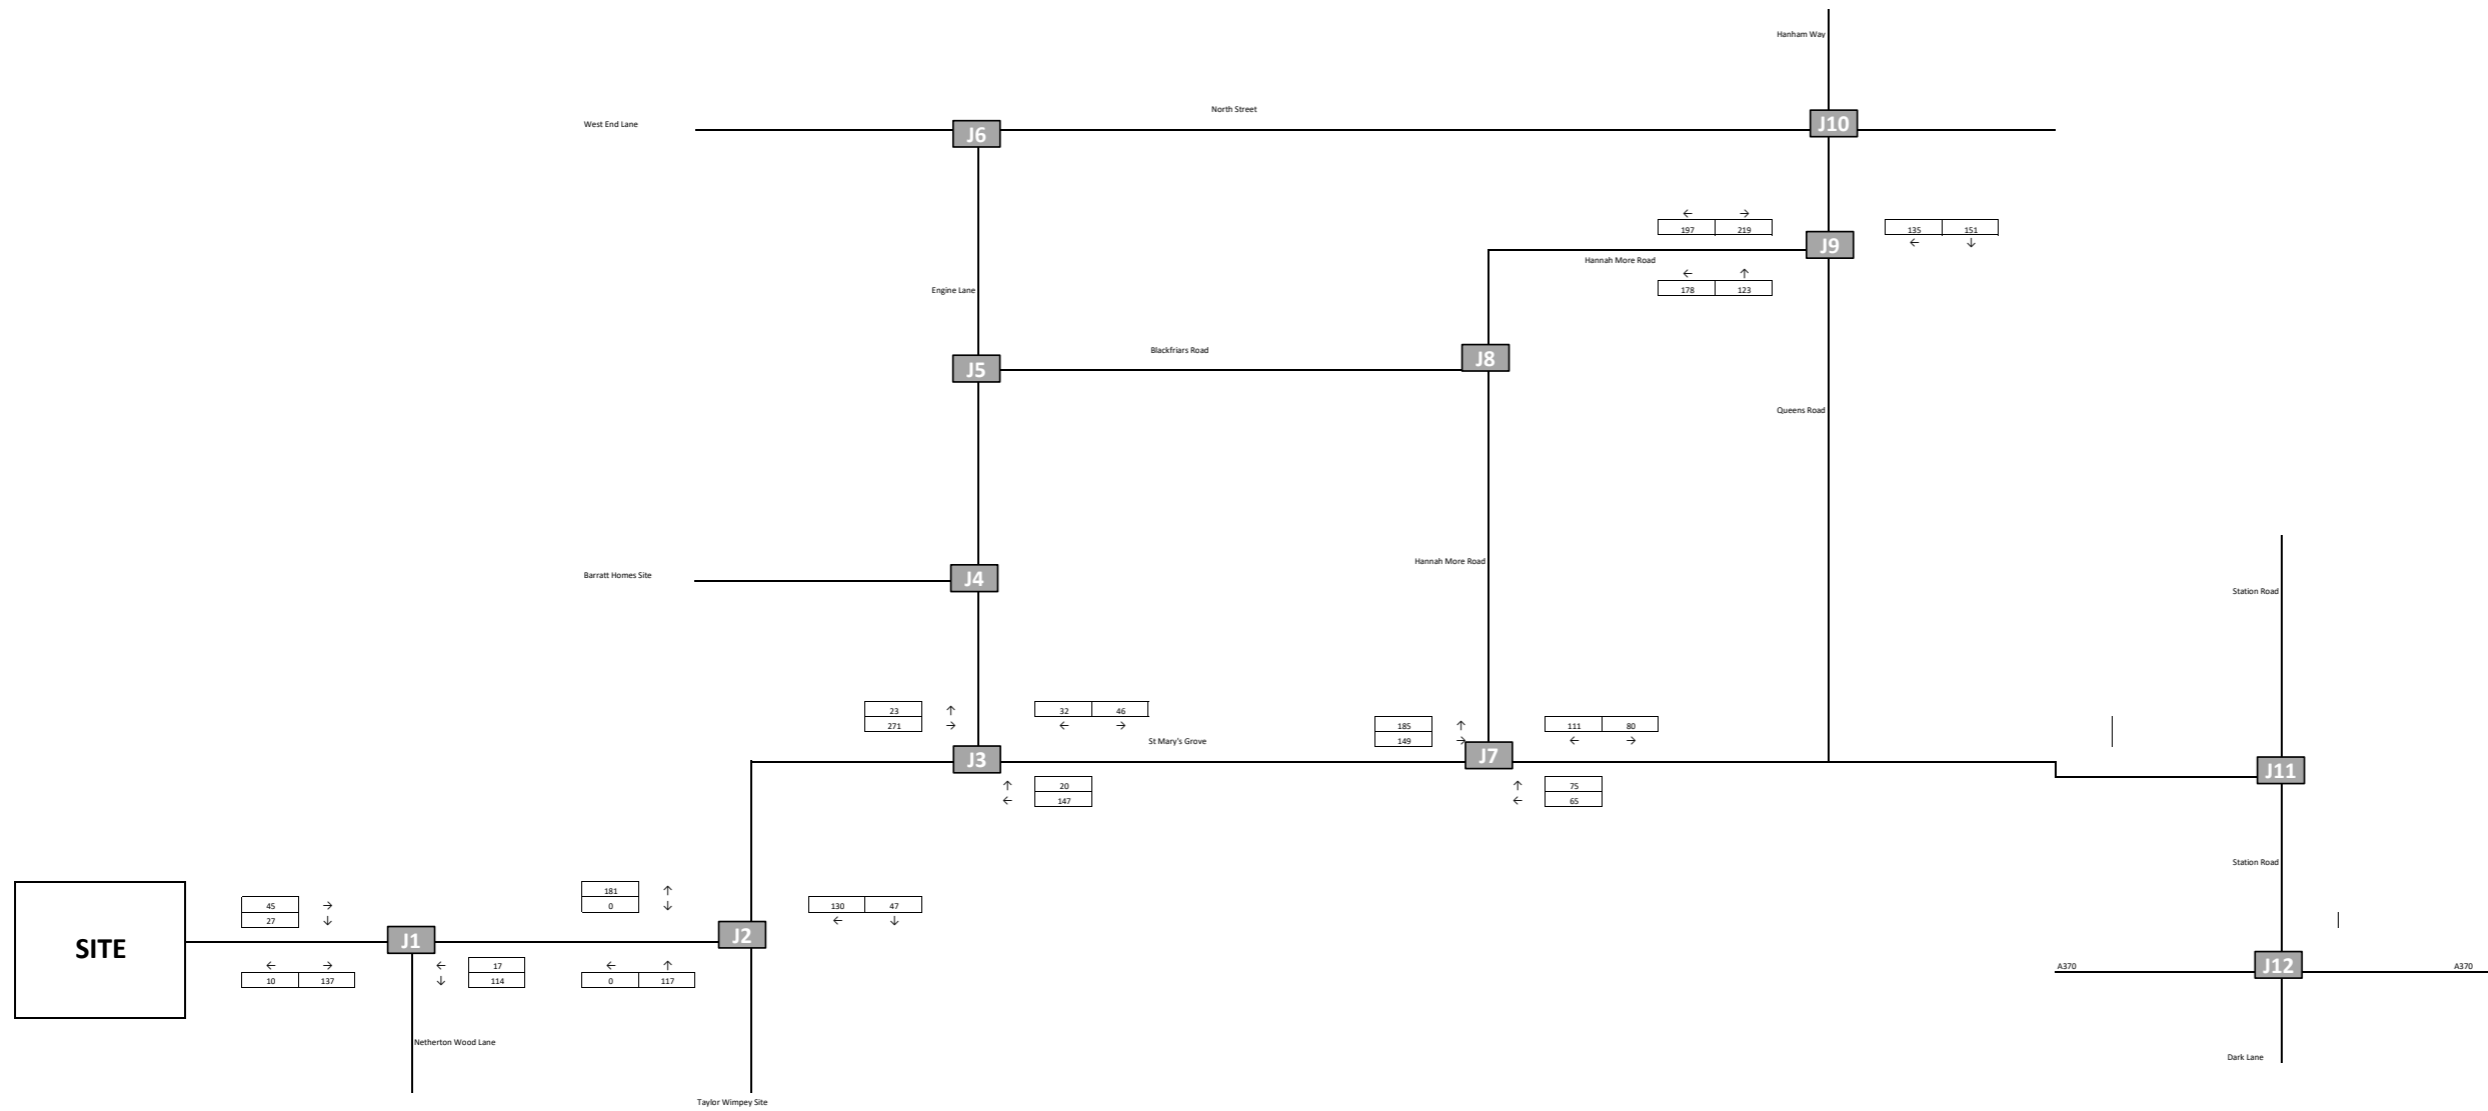 Hanham Way
North Street
West End Lane
J6
J10
← →
197 219
J9
135 151
← ↓
Hannah More Road
← ↑
178 123
Engine Lane
Blackfriars Road
J8
J5
Queens Road
Barratt Homes Site
J4
Hannah More Road
Station Road
23 ↑
271 →
32 46
← →
St Mary's Grove
185 ↑
149 →
111 80
← →
J3
J7
J11
↑ 20
← 147
↑ 75
← 65
Station Road
181 ↑
0 ↓
45 →
27 ↓
130 47
← ↓
SITE
J1
J2
← →
10 137
← 17
↓ 114
← ↑
0 117
A370
J12
A370
Netherton Wood Lane
Dark Lane
Taylor Wimpey Site